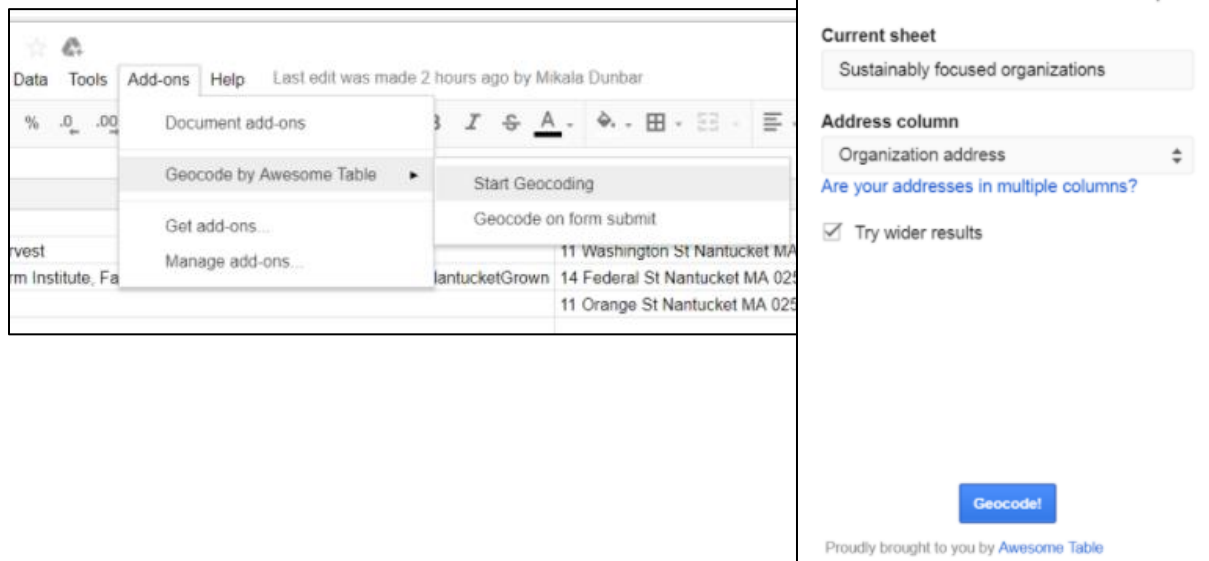 Data Tools Add-ons Help Last edit was made 2 hours ago by Mikala Dunbar
% .0 .00 Document add-ons I S A
Geocode by Awesome Table ► Start Geocoding
Geocode on form submit
Get add-ons...
Manage add-ons...
rvest 11 Washington St Nantucket MA
rm Institute, Fa antucketGrown 14 Federal St Nantucket MA 025
11 Orange St Nantucket MA 025
Current sheet
Sustainably focused organizations
Address column
Organization address
Are your addresses in multiple columns?
Try wider results
Geocode!
Proudly brought to you by Awesome Table